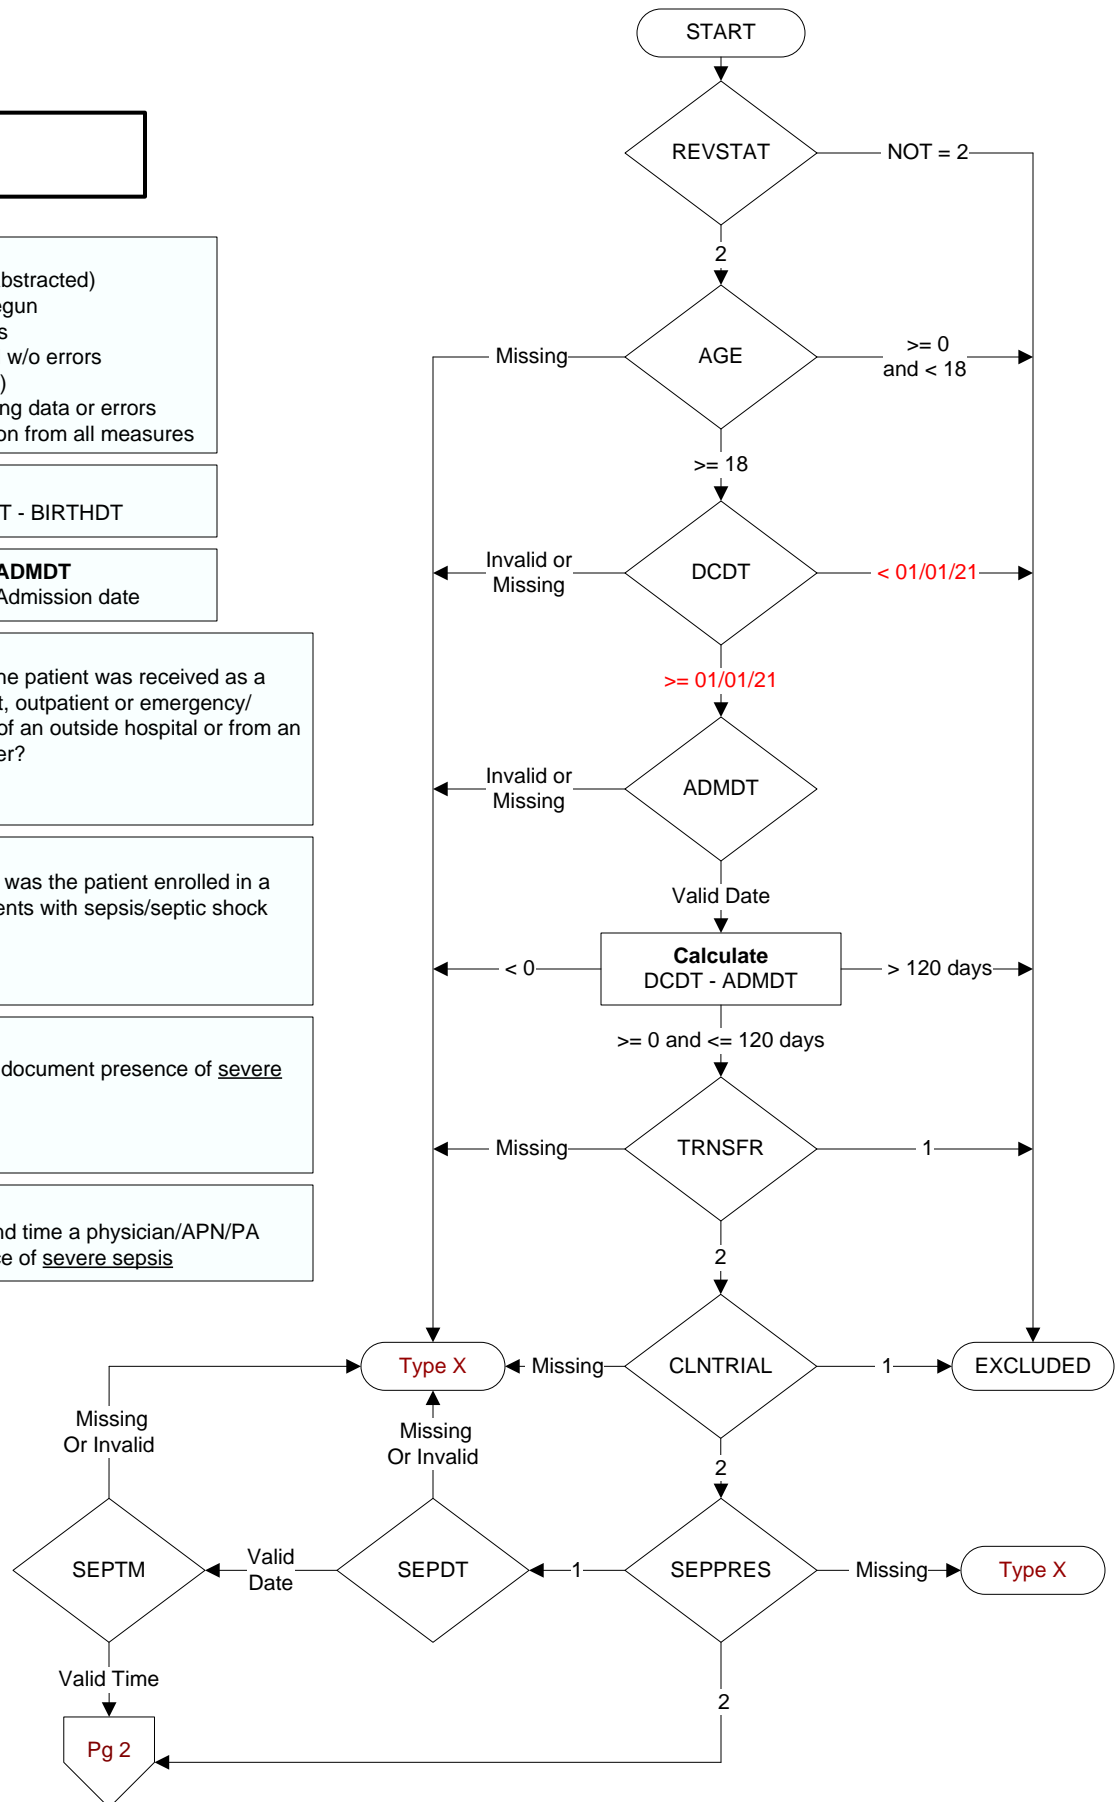 START
REVSTAT
NOT = 2
2
AGE
Missing
>= 0
and < 18
>= 18
DCDT
Invalid or
Missing
< 01/01/21
>= 01/01/21
ADMDT
Invalid or
Missing
Valid Date
Calculate
DCDT - ADMDT
< 0
> 120 days
>= 0 and <= 120 days
TRNSFR
Missing
1
2
CLNTRIAL
Missing
Type X
1
EXCLUDED
2
SEPPRES
Missing
Type X
1
SEPDT
Missing
Or Invalid
Valid
Date
SEPTM
Missing
Or Invalid
Valid Time
2
Pg 2
bstracted)
egun
s
w/o errors
)
ng data or errors
on from all measures
T - BIRTHDT
ADMDT
Admission date
he patient was received as a
t, outpatient or emergency/
of an outside hospital or from an
er?
was the patient enrolled in a
ents with sepsis/septic shock
document presence of severe
nd time a physician/APN/PA
ce of severe sepsis